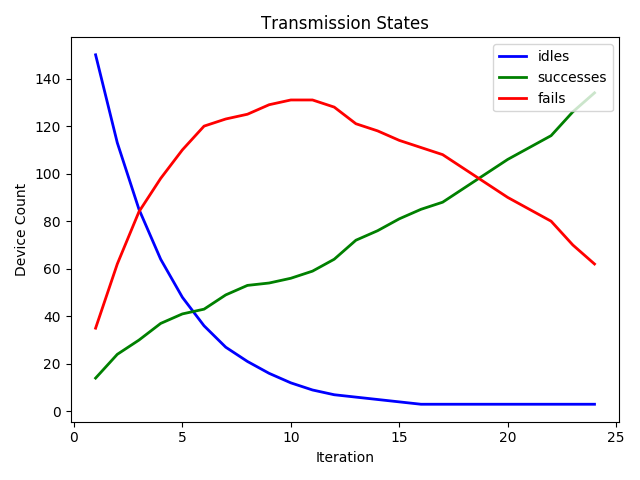 Transmission States
idles
successes
fails
140
120
100
80
60
40
20
0
Device Count
0 5 10 15 20 25
Iteration